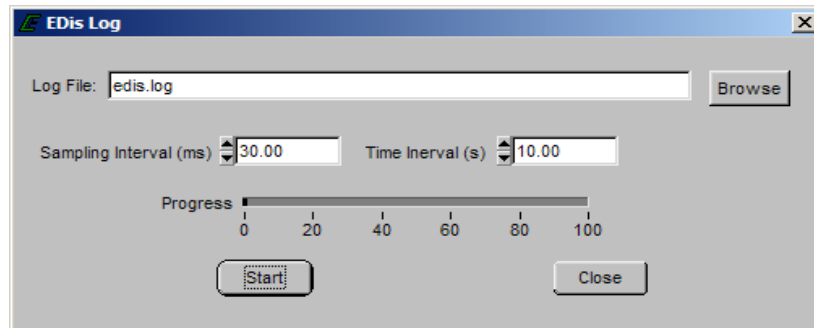 EDis Log
Log File: edis.log Browse
Sampling Interval (ms) 30.00 Time Inerval (s) 10.00
Progress
0 20 40 60 80 100
Start Close